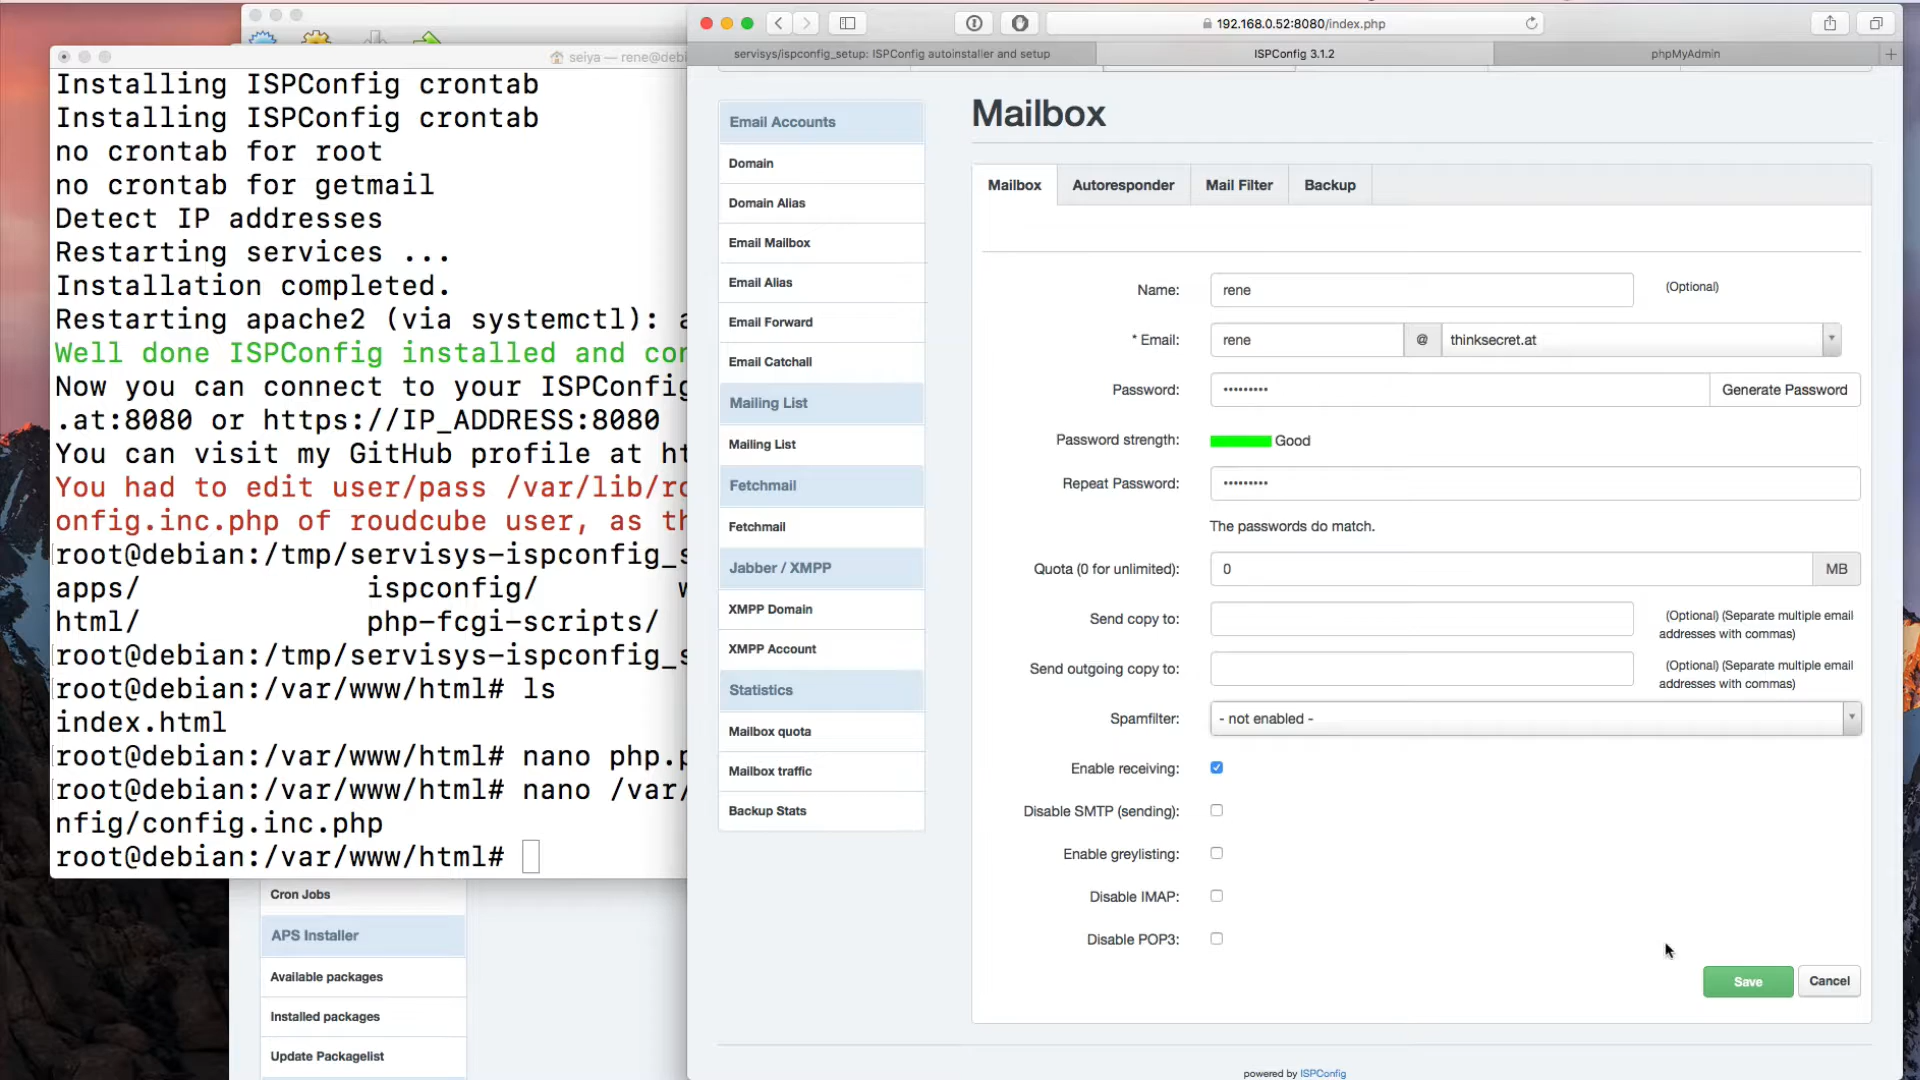 192.168.0.52:8080/index.php
servisys/ispconfig_setup: ISPConfig autoinstaller and setup
ISPConfig 3.1.2
phpMyAdmin
seiya — rene@debi
Installing ISPConfig crontab
Installing ISPConfig crontab
no crontab for root
no crontab for getmail
Detect IP addresses
Restarting services ...
Installation completed.
Restarting apache2 (via systemctl): a
Well done ISPConfig installed and con
Now you can connect to your ISPConfig
.at:8080 or https://IP_ADDRESS:8080
You can visit my GitHub profile at ht
You had to edit user/pass /var/lib/ro
onfig.inc.php of roudcube user, as th
root@debian:/tmp/servisys-ispconfig_s
apps/ ispconfig/ w
html/ php-fcgi-scripts/
root@debian:/tmp/servisys-ispconfig_s
root@debian:/var/www/html# ls
index.html
root@debian:/var/www/html# nano php.p
root@debian:/var/www/html# nano /var/
nfig/config.inc.php
root@debian:/var/www/html#
Cron Jobs
APS Installer
Available packages
Installed packages
Update Packagelist
Email Accounts
Domain
Domain Alias
Email Mailbox
Email Alias
Email Forward
Email Catchall
Mailing List
Mailing List
Fetchmail
Fetchmail
Jabber / XMPP
XMPP Domain
XMPP Account
Statistics
Mailbox quota
Mailbox traffic
Backup Stats
Mailbox
Mailbox Autoresponder Mail Filter Backup
Name: rene (Optional)
* Email: rene @ thinksecret.at
Password: ••••••••• Generate Password
Password strength: Good
Repeat Password: •••••••••
The passwords do match.
Quota (0 for unlimited): 0 MB
Send copy to: (Optional) (Separate multiple email
addresses with commas)
Send outgoing copy to: (Optional) (Separate multiple email
addresses with commas)
Spamfilter: - not enabled -
Enable receiving:
Disable SMTP (sending):
Enable greylisting:
Disable IMAP:
Disable POP3:
Save Cancel
powered by ISPConfig